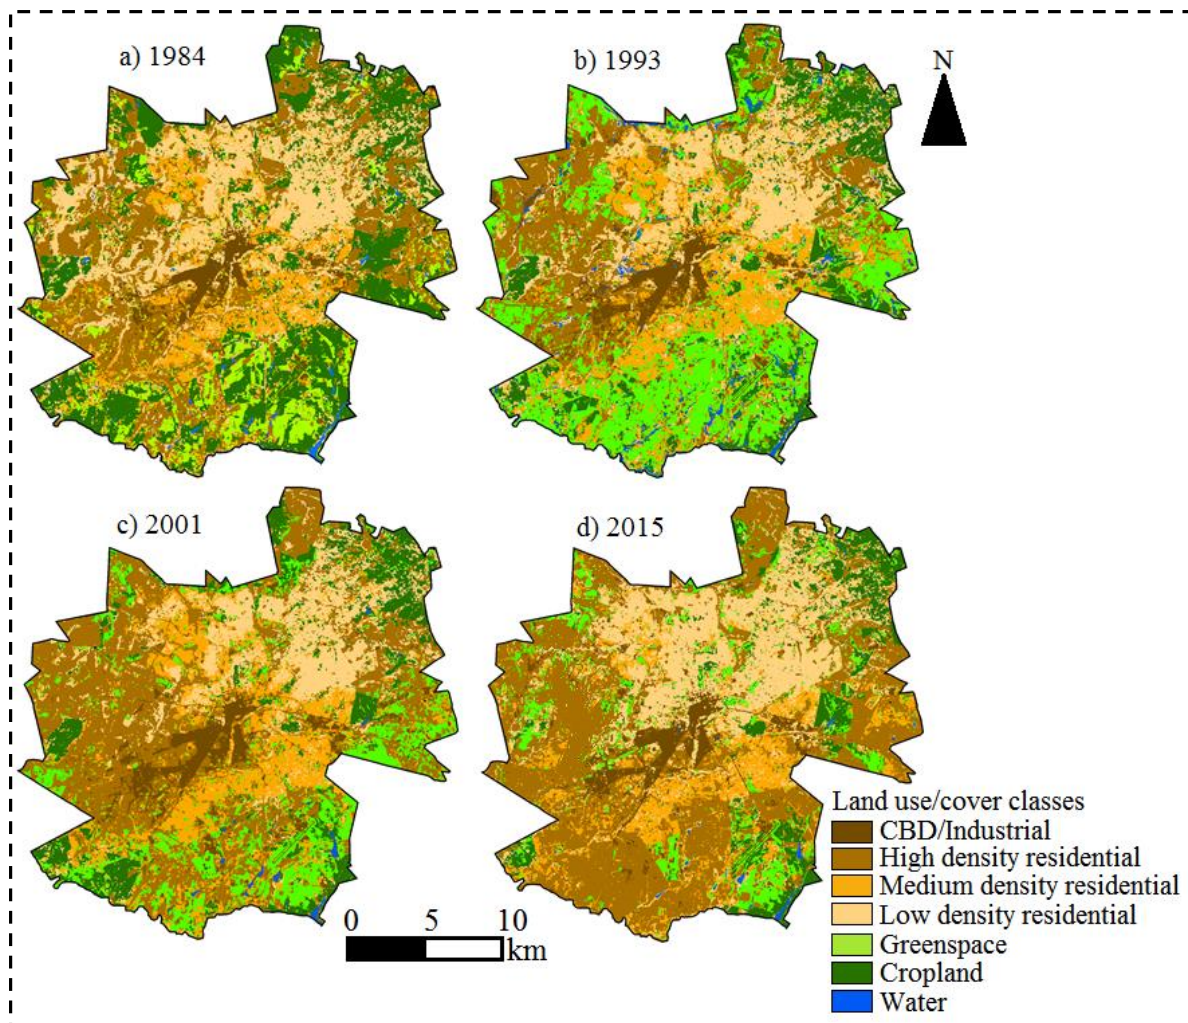 a) 1984
b) 1993
N
c) 2001
d) 2015
Land use/cover classes
CBD/Industrial
High density residential
Medium density residential
Low density residential
Greenspace
Cropland
Water
0 5 10
km